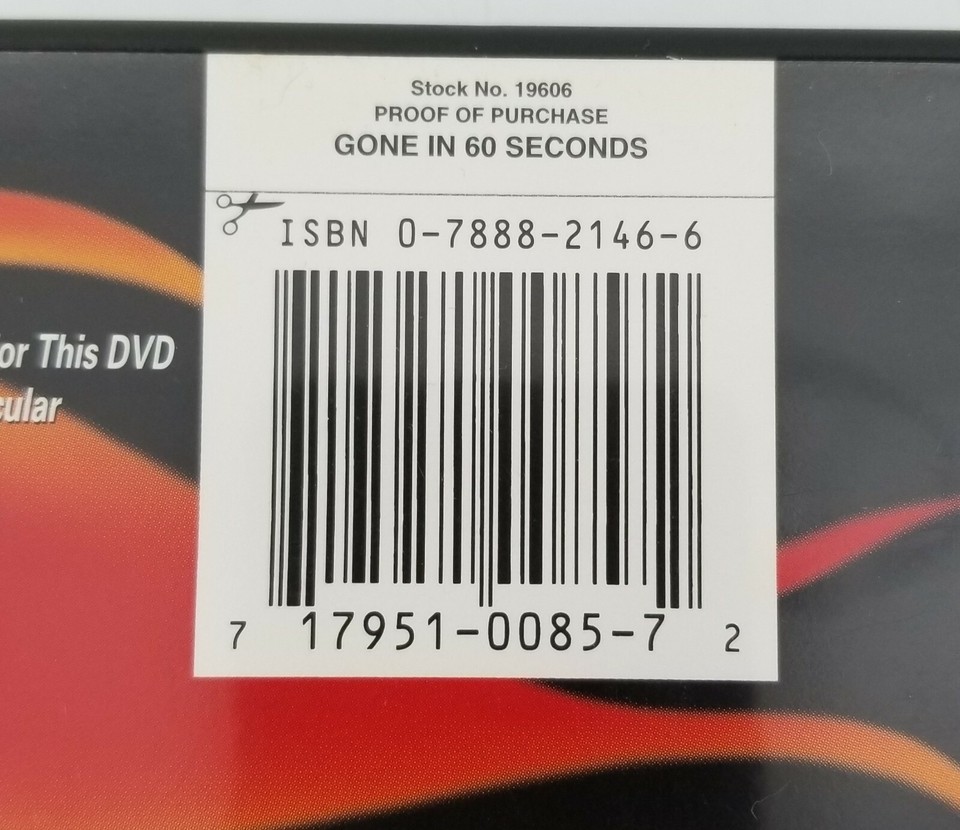 Stock No. 19606
PROOF OF PURCHASE
GONE IN 60 SECONDS
ISBN 0-7888-2146-6
or This DVD
cular
7 17951-0085-7 2